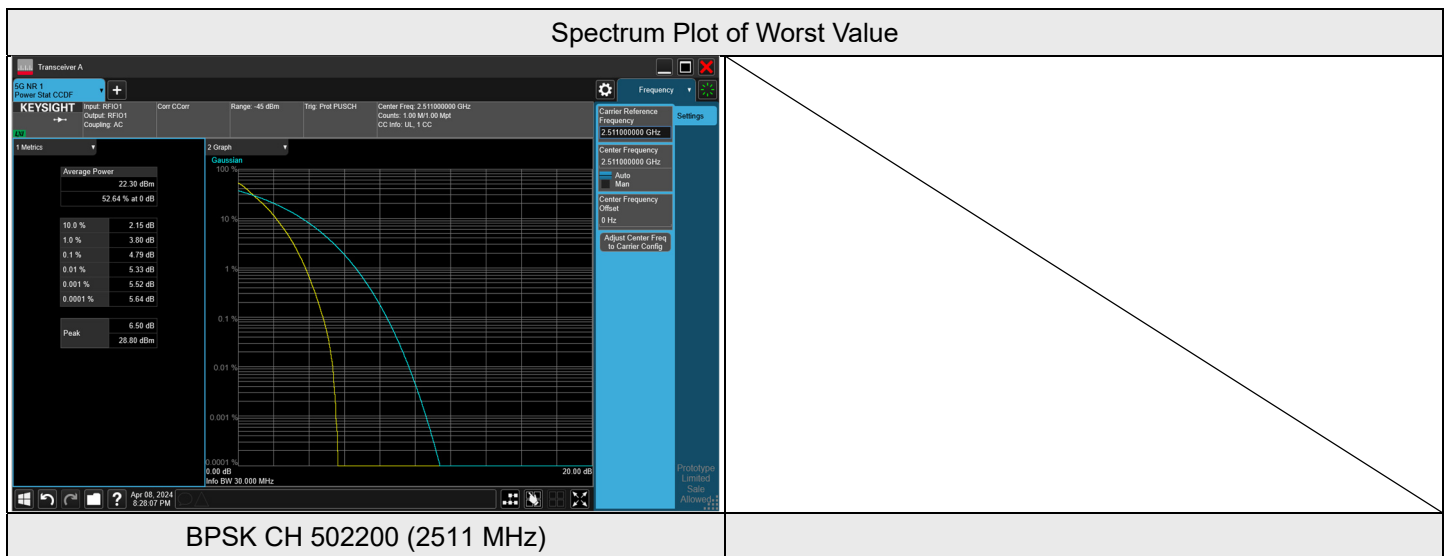 Spectrum Plot of Worst Value
Transceiver A
5G NR 1
Power Stat CCDF
Frequency
KEYSIGHT
Input: RFIO1
Output: RFIO1
Coupling: AC
Corr CCorr
Range: -45 dBm
Trig: Prot PUSCH
Center Freq: 2.511000000 GHz
Counts: 1.00 M/1.00 Mpt
CC Info: UL, 1 CC
LVI
Carrier Reference
Frequency
2.511000000 GHz
Settings
Center Frequency
2.511000000 GHz
Auto
Man
Center Frequency
Offset
0 Hz
Adjust Center Freq
to Carrier Config
1 Metrics
Average Power
22.30 dBm
52.64 % at 0 dB
10.0 % 2.15 dB
1.0 % 3.80 dB
0.1 % 4.79 dB
0.01 % 5.33 dB
0.001 % 5.52 dB
0.0001 % 5.64 dB
Peak
6.50 dB
28.80 dBm
2 Graph
Gaussian
100 %
10 %
1 %
0.1 %
0.01 %
0.001 %
0.0001 %
0.00 dB
20.00 dB
Info BW 30.000 MHz
Prototype
Limited
Sale
Allowed
?
Apr 08, 2024
8:28:07 PM
BPSK CH 502200 (2511 MHz)